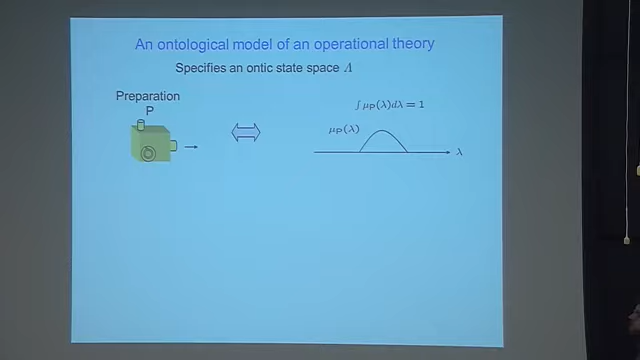 An ontological model of an operational theory
Specifies an ontic state space Λ
Preparation
P
∫ μP(λ)dλ = 1
μP(λ)
λ